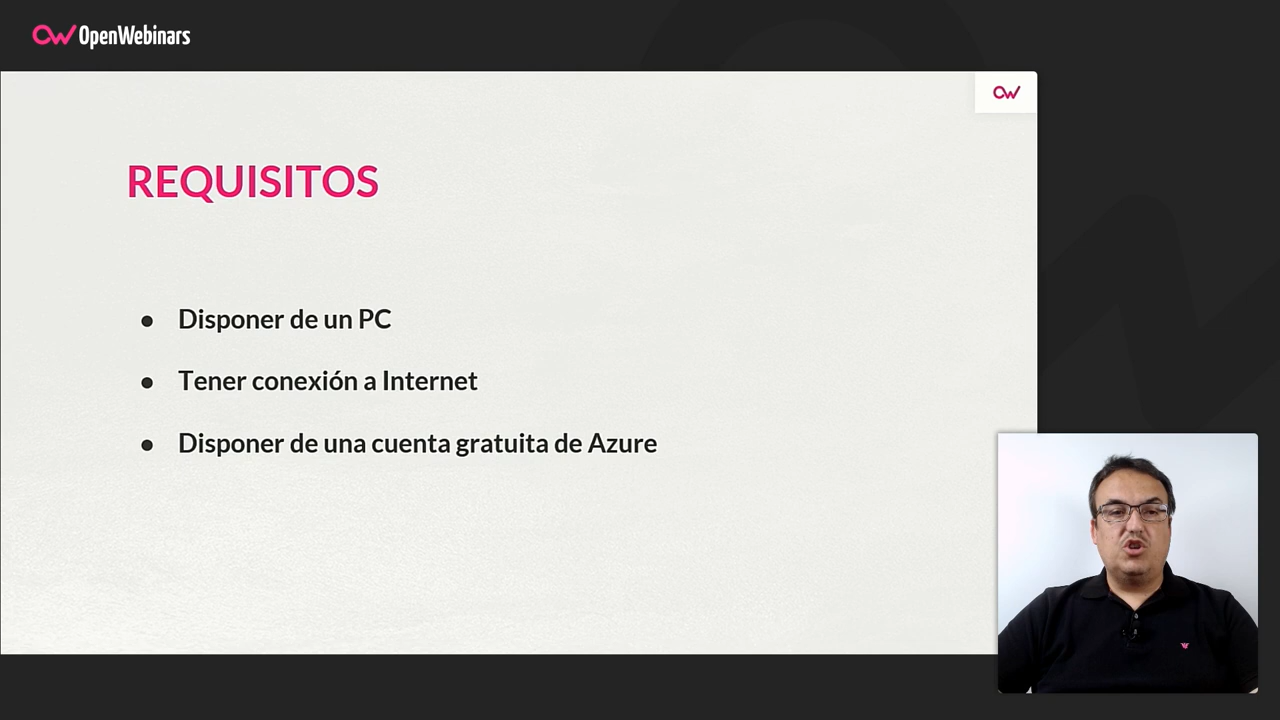 OpenWebinars
REQUISITOS
● Disponer de un PC
● Tener conexión a Internet
● Disponer de una cuenta gratuita de Azure